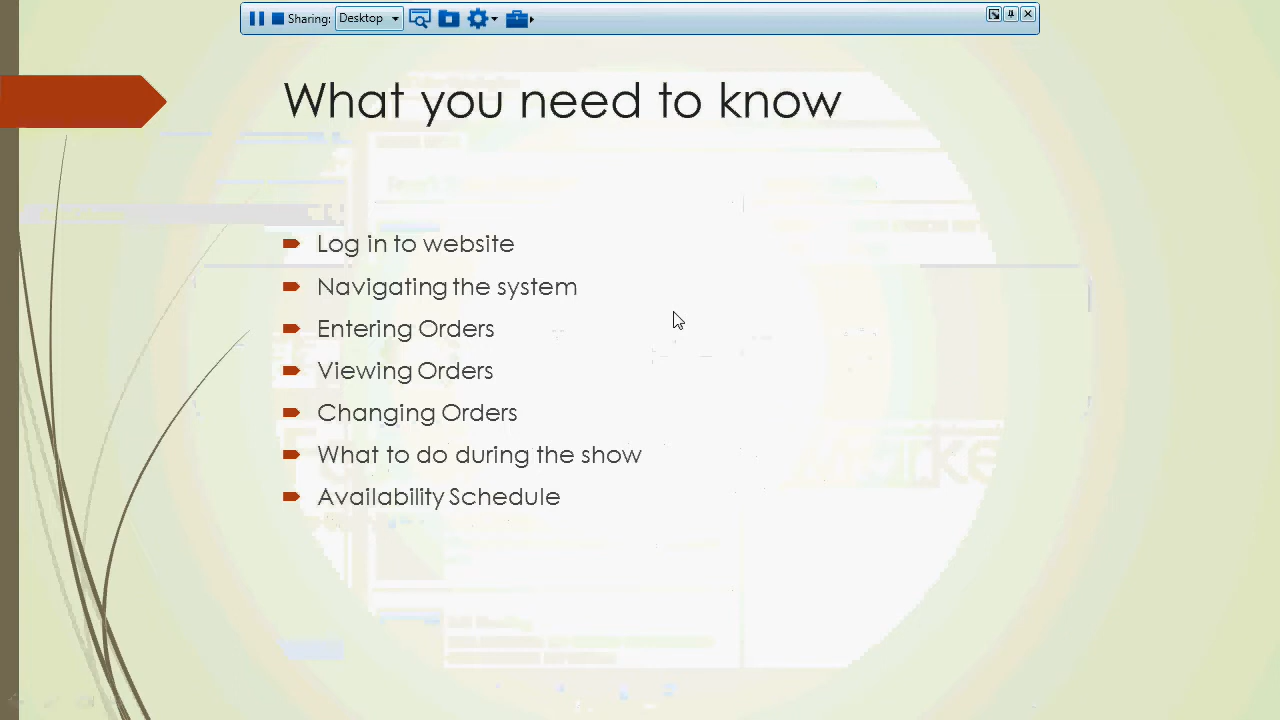 Sharing: Desktop
What you need to know
Log in to website
Navigating the system
Entering Orders
Viewing Orders
Changing Orders
What to do during the show
Availability Schedule